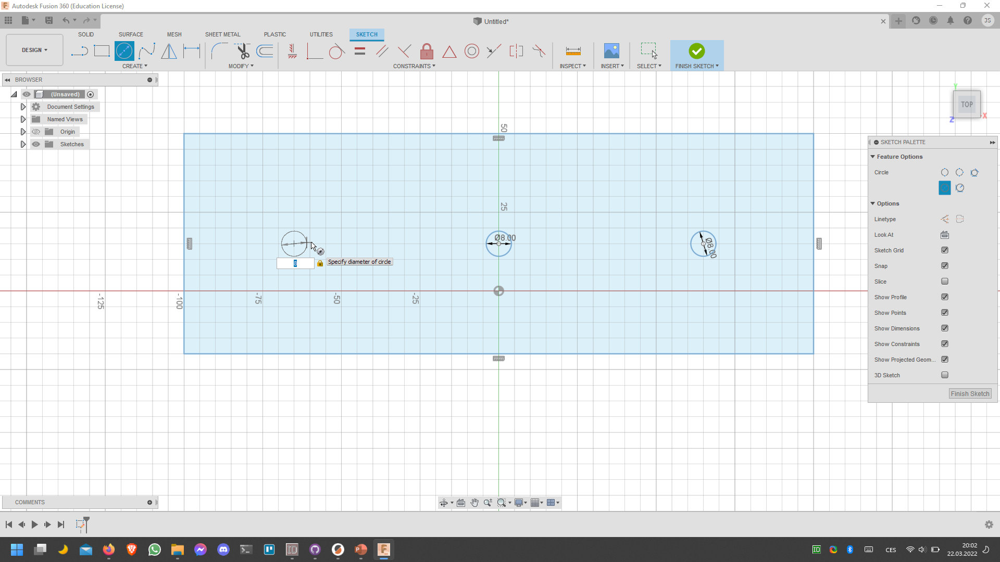 Autodesk Fusion 360 (Education License)
Untitled*
JS
DESIGN
SOLID
SURFACE
MESH
SHEET METAL
PLASTIC
UTILITIES
SKETCH
CREATE
MODIFY
CONSTRAINTS
INSPECT
INSERT
SELECT
FINISH SKETCH
BROWSER
(Unsaved)
Document Settings
Named Views
Origin
Sketches
50
25
Ø8.00
Ø8.00
8
Specify diameter of circle
-125
-100
-75
-50
-25
Y
TOP
X
Z
SKETCH PALETTE
Feature Options
Circle
Options
Linetype
Look At
Sketch Grid
Snap
Slice
Show Profile
Show Points
Show Dimensions
Show Constraints
Show Projected Geom...
3D Sketch
Finish Sketch
COMMENTS
CES
20:02
22.03.2022